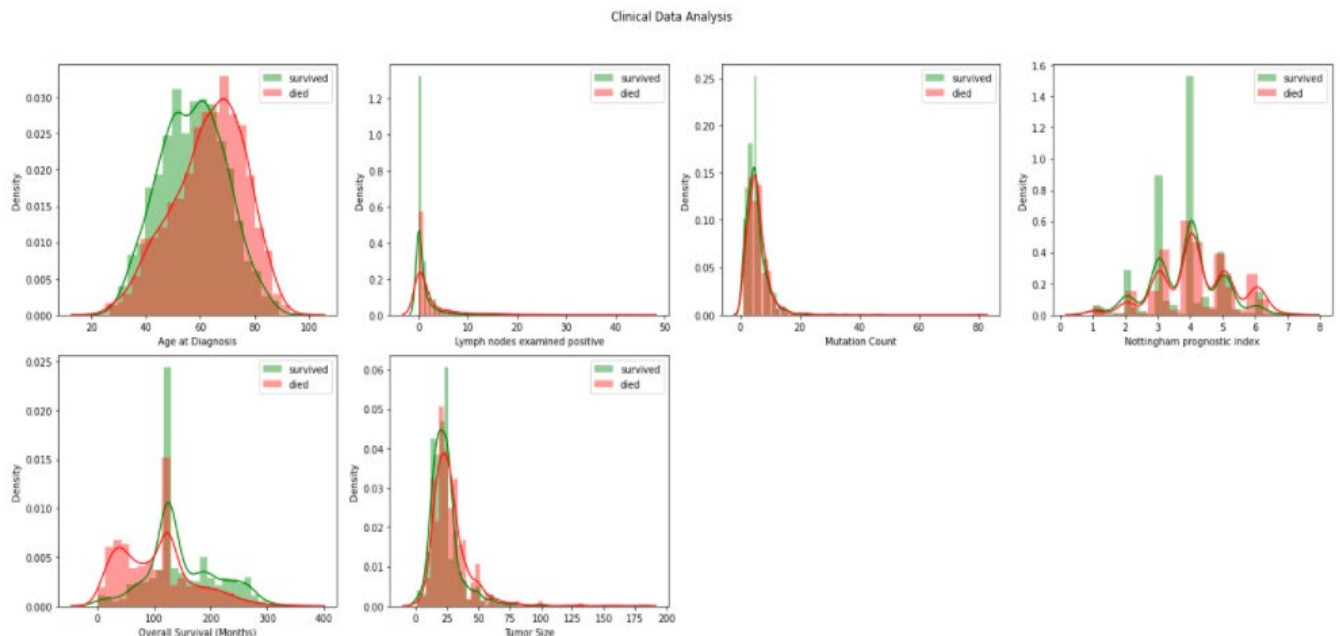 Clinical Data Analysis
survived
died
Density
0.030
0.025
0.020
0.015
0.010
0.005
0.000
20 40 60 80 100
Age at Diagnosis
survived
died
Density
1.2
1.0
0.8
0.6
0.4
0.2
0.0
0 10 20 30 40 50
Lymph nodes examined positive
survived
died
Density
0.25
0.20
0.15
0.10
0.05
0.00
0 20 40 60 80
Mutation Count
survived
died
Density
1.6
1.4
1.2
1.0
0.8
0.6
0.4
0.2
0.0
0 1 2 3 4 5 6 7 8
Nottingham prognostic index
survived
died
Density
0.025
0.020
0.015
0.010
0.005
0.000
0 100 200 300 400
Overall Survival (Months)
survived
died
Density
0.06
0.05
0.04
0.03
0.02
0.01
0.00
0 25 50 75 100 125 150 175 200
Tumor Size